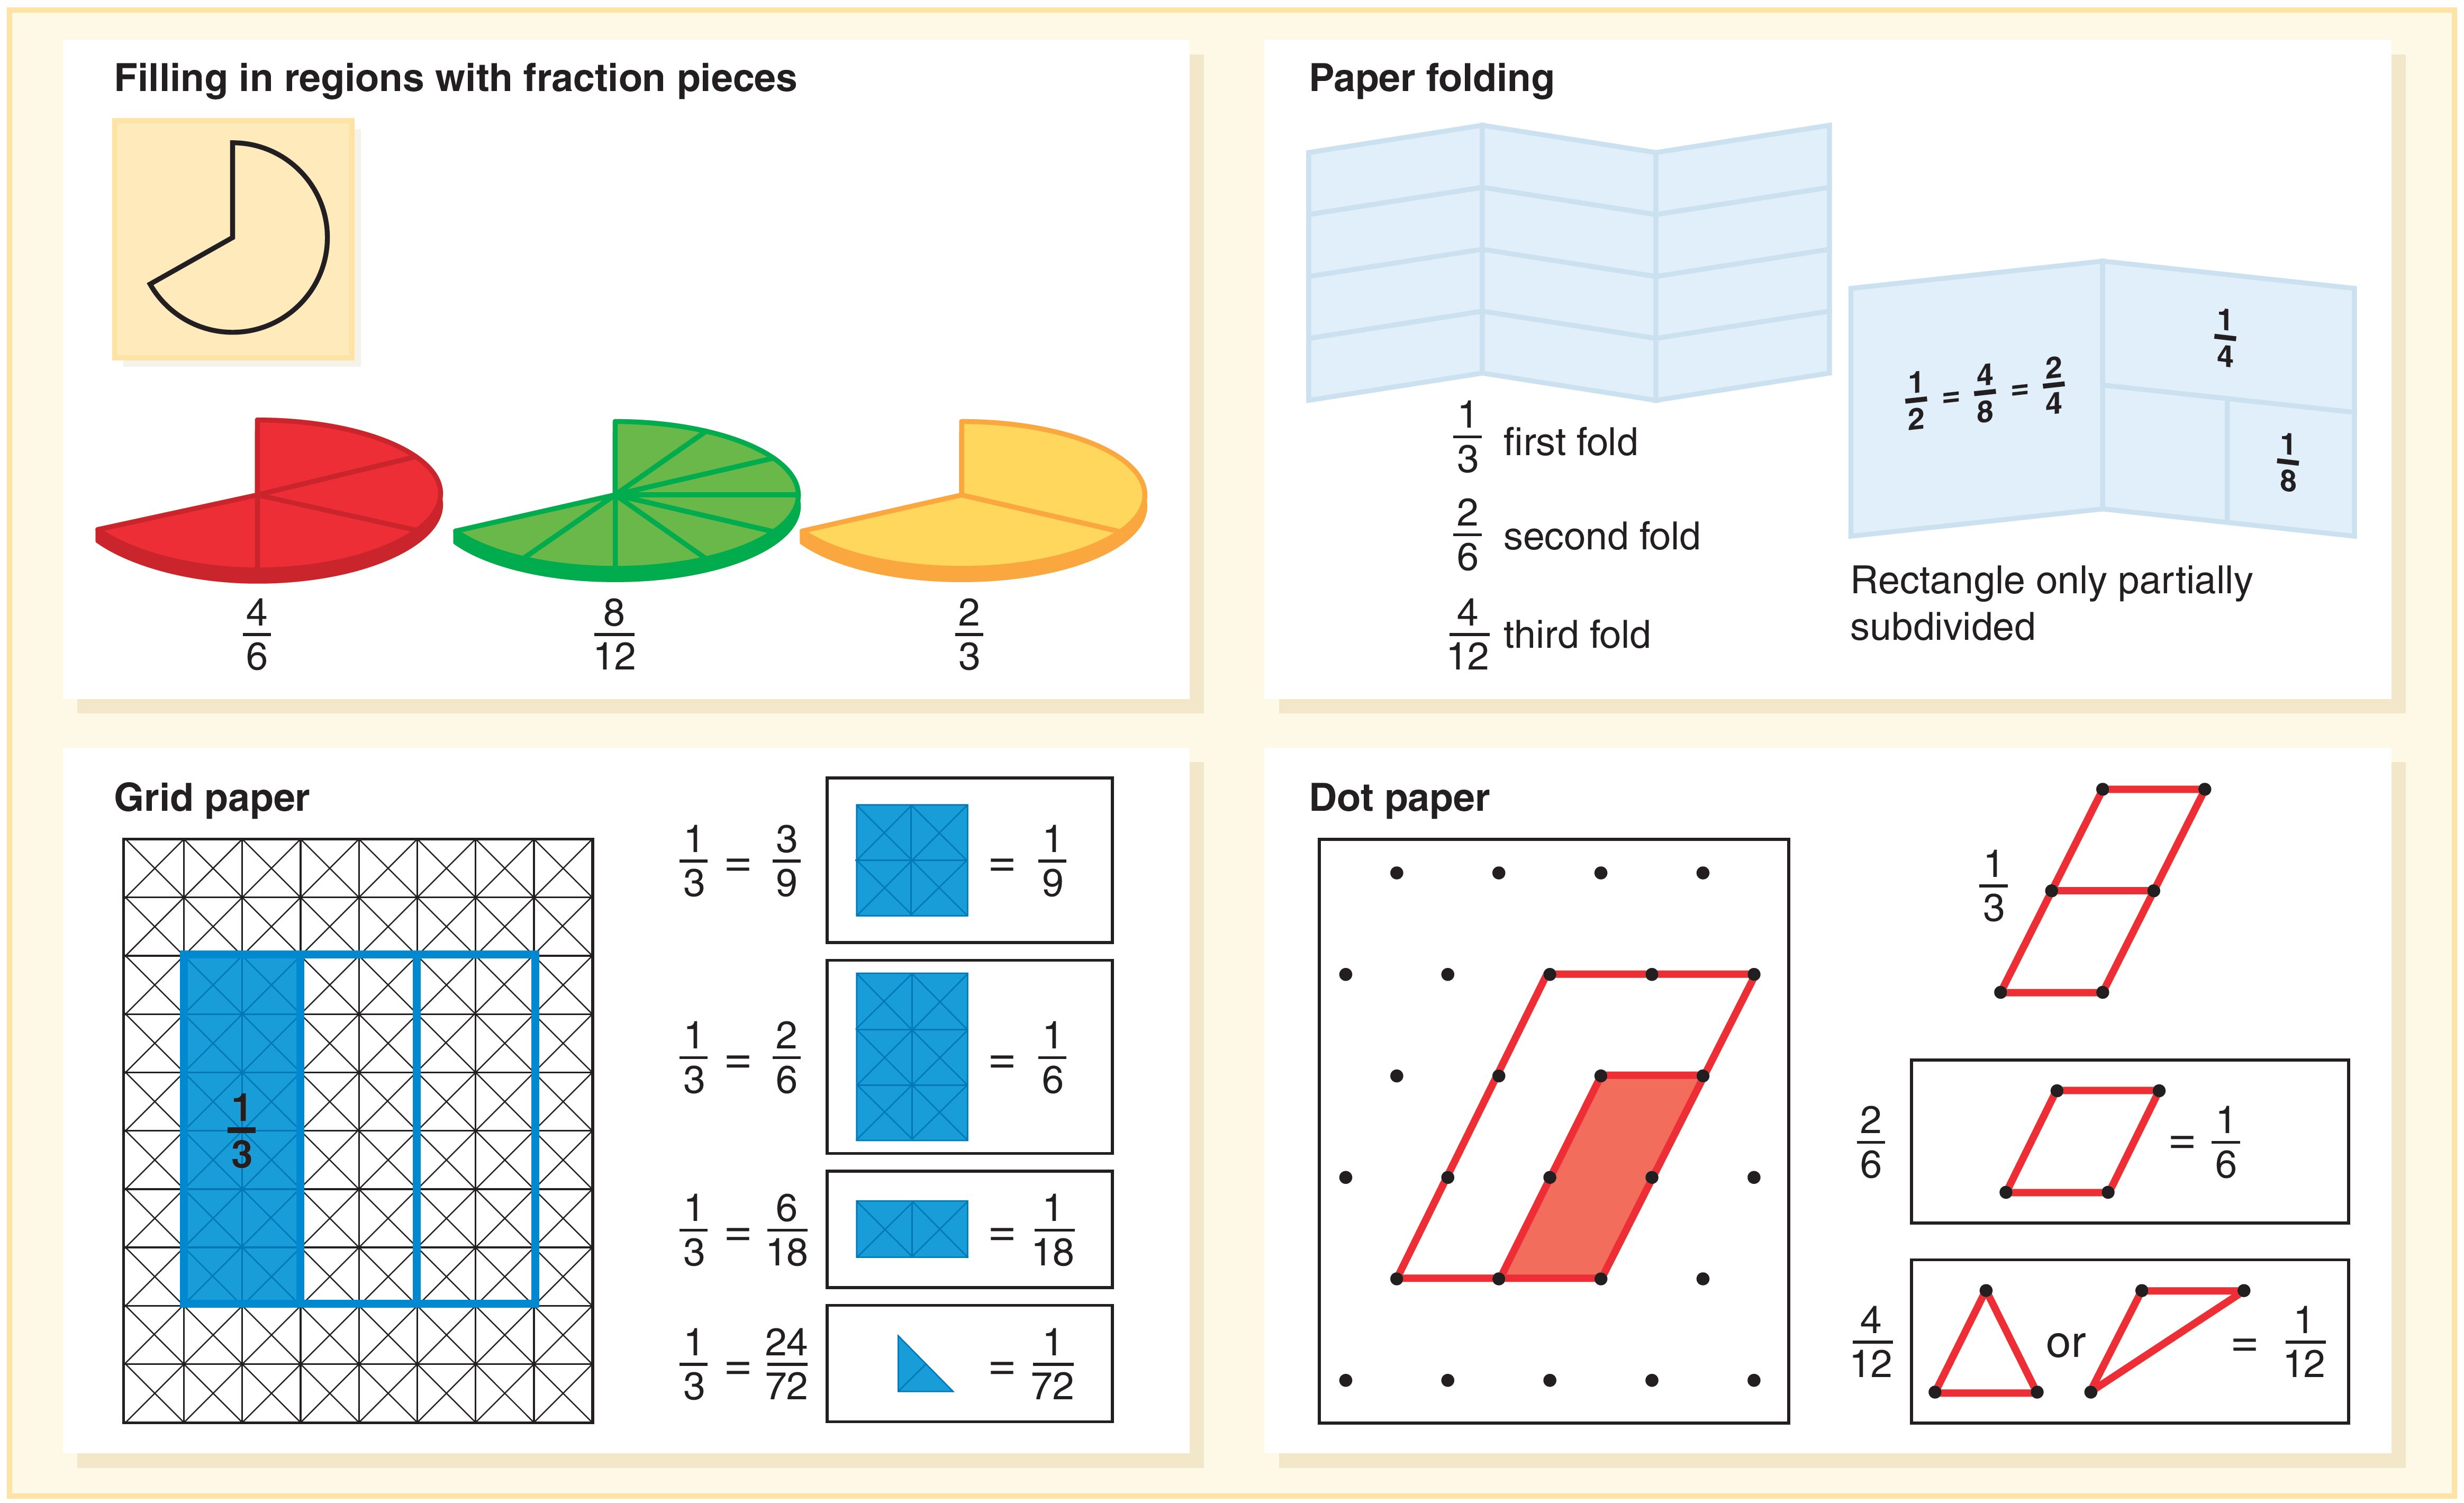 Filling in regions with fraction pieces
4/6 8/12 2/3
Paper folding
1/3 first fold
2/6 second fold
4/12 third fold
1/2 = 4/8 = 2/4
1/4
1/8
Rectangle only partially
subdivided
Grid paper
1/3
1/3 = 3/9 = 1/9
1/3 = 2/6 = 1/6
1/3 = 6/18 = 1/18
1/3 = 24/72 = 1/72
Dot paper
1/3
2/6 = 1/6
4/12 or = 1/12